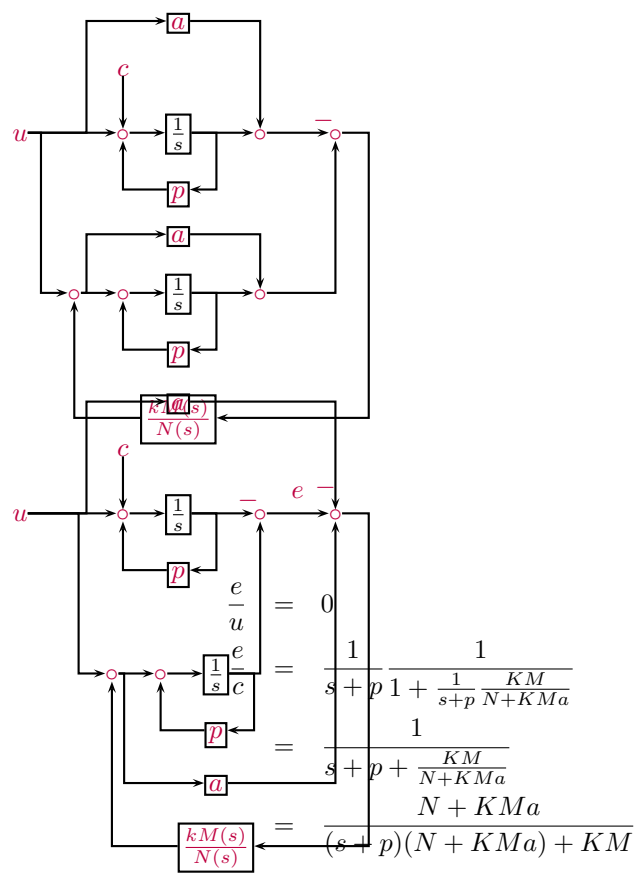 a
c
u 1/s −
p
a
1/s
p
a
kM(s)/N(s)
c
u 1/s − e −
p
e/u = 0
1/s e/c = 1/(s + p) 1/(1 + 1/(s+p) KM/(N+KMa))
p
= 1/(s + p + KM/(N+KMa))
a
kM(s)/N(s) = (N + KMa)/((s + p)(N + KMa) + KM)